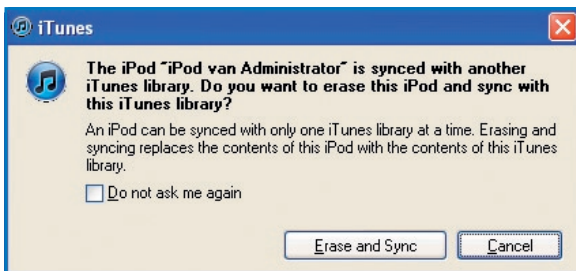 iTunes
The iPod "iPod van Administrator" is synced with another
iTunes library. Do you want to erase this iPod and sync with
this iTunes library?
An iPod can be synced with only one iTunes library at a time. Erasing and
syncing replaces the contents of this iPod with the contents of this iTunes
library.
Do not ask me again
Erase and Sync
Cancel